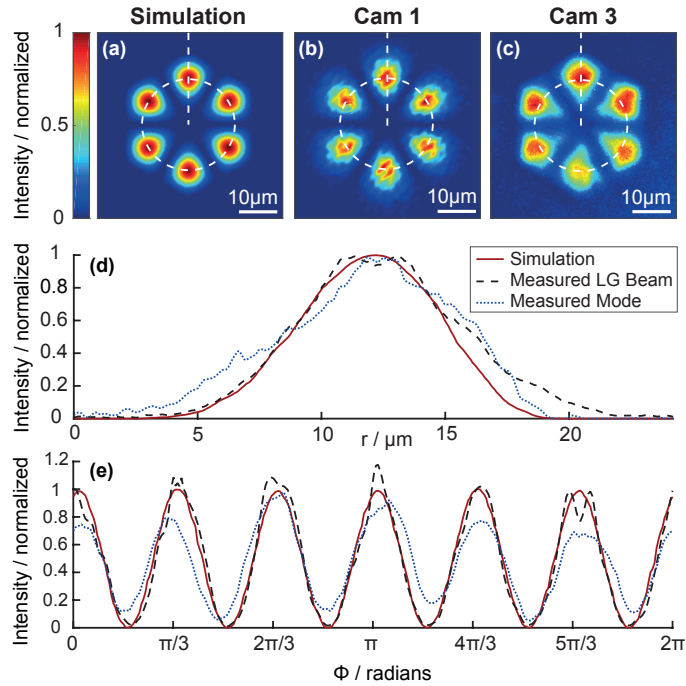 Simulation Cam 1 Cam 3
Intensity / normalized
1
0.5
0
(a) (b) (c)
10μm 10μm 10μm
(d)
Intensity / normalized
1
0.8
0.6
0.4
0.2
0
Simulation
Measured LG Beam
Measured Mode
0 5 10 15 20
r / μm
(e)
Intensity / normalized
1.2
1
0.8
0.6
0.4
0.2
0
0 π/3 2π/3 π 4π/3 5π/3 2π
Φ / radians